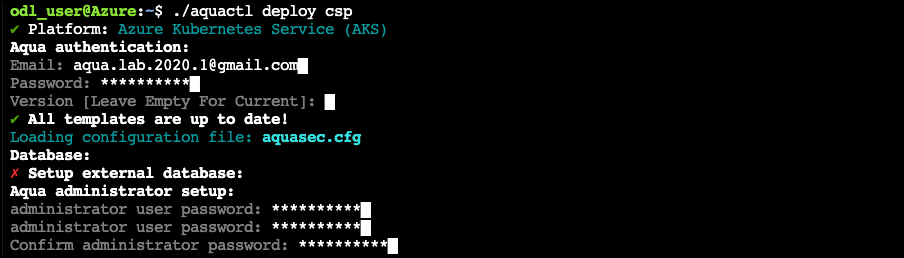 odl_user@Azure:~$ ./aquactl deploy csp
✔ Platform: Azure Kubernetes Service (AKS)
Aqua authentication:
Email: aqua.lab.2020.1@gmail.com
Password: **********
Version [Leave Empty For Current]:
✔ All templates are up to date!
Loading configuration file: aquasec.cfg
Database:
✗ Setup external database:
Aqua administrator setup:
administrator user password: **********
administrator user password: **********
Confirm administrator password: **********